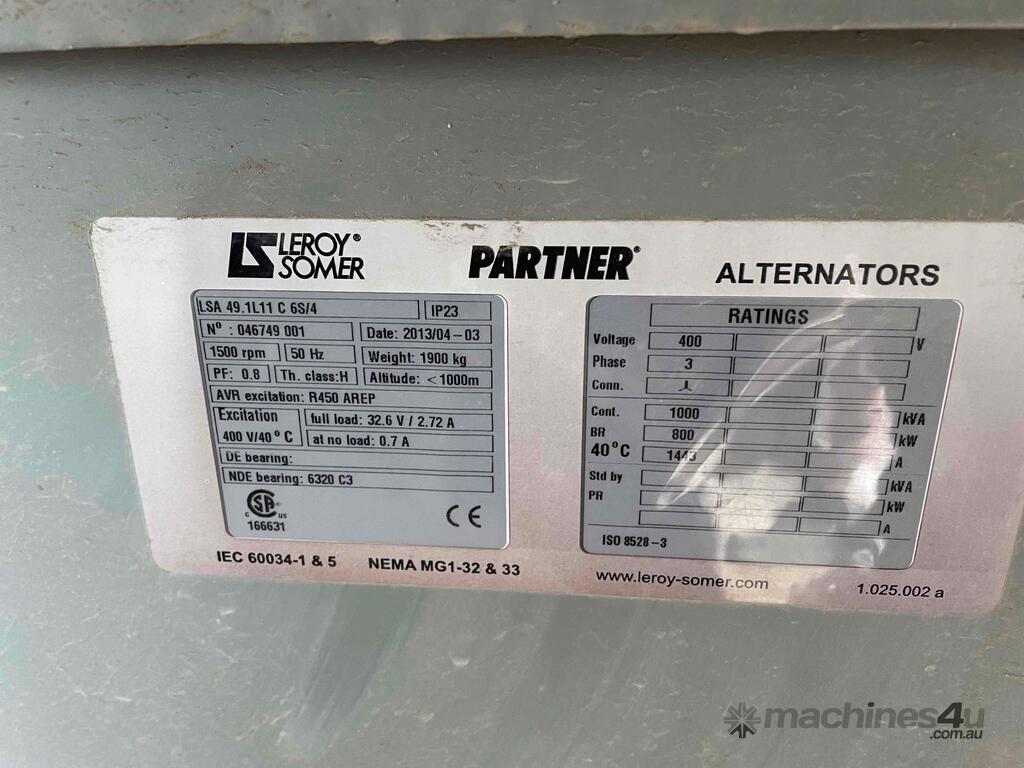 LS LEROY® SOMER
PARTNER®
ALTERNATORS
LSA 49.1L11 C 6S/4 IP23
N° : 046749 001 Date: 2013/04-03
1500 rpm 50 Hz Weight: 1900 kg
PF: 0.8 Th. class:H Altitude: <1000m
AVR excitation: R450 AREP
Excitation full load: 32.6 V / 2.72 A
400 V/40°C at no load: 0.7 A
DE bearing:
NDE bearing: 6320 C3
SA
C US
166631
CE
IEC 60034-1 & 5 NEMA MG1-32 & 33
RATINGS
Voltage 400 V
Phase 3
Conn.
Cont. 1000 kVA
BR 800 kW
40°C 1443 A
Std by kVA
PR kW
A
ISO 8528-3
www.leroy-somer.com 1.025.002 a
machines4u
.com.au